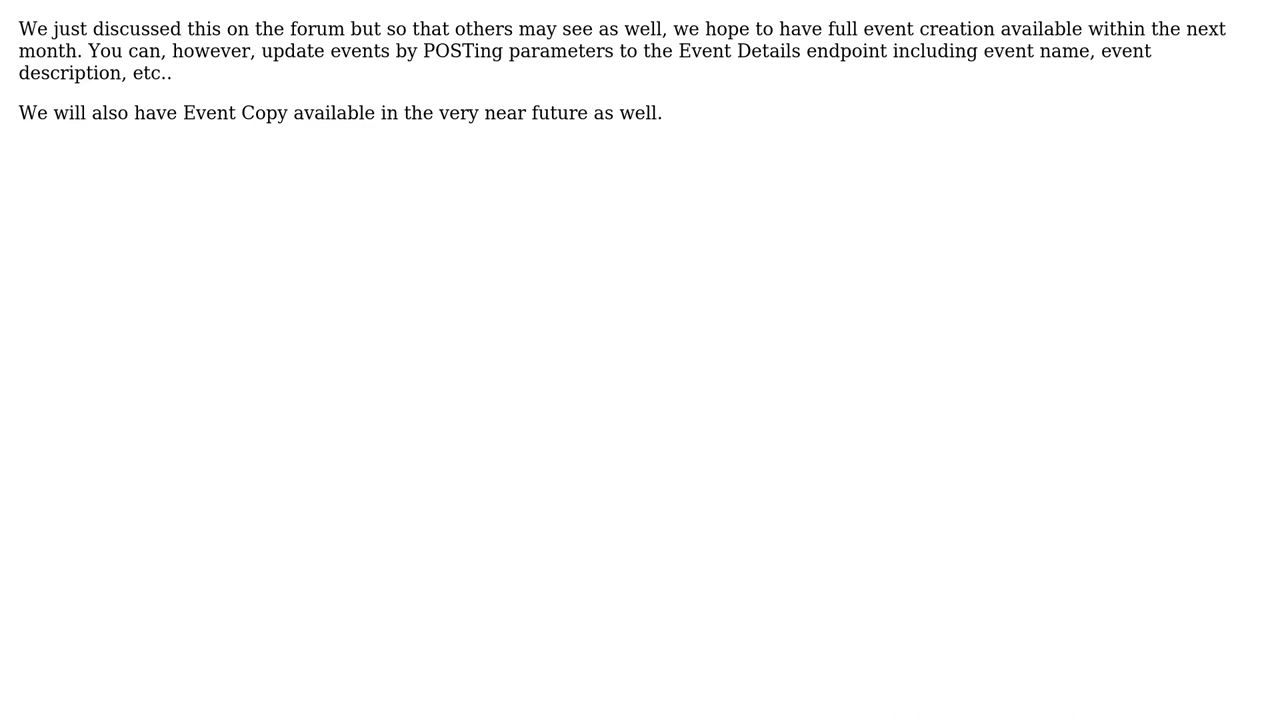 We just discussed this on the forum but so that others may see as well, we hope to have full event creation available within the next
month. You can, however, update events by POSTing parameters to the Event Details endpoint including event name, event
description, etc..
We will also have Event Copy available in the very near future as well.